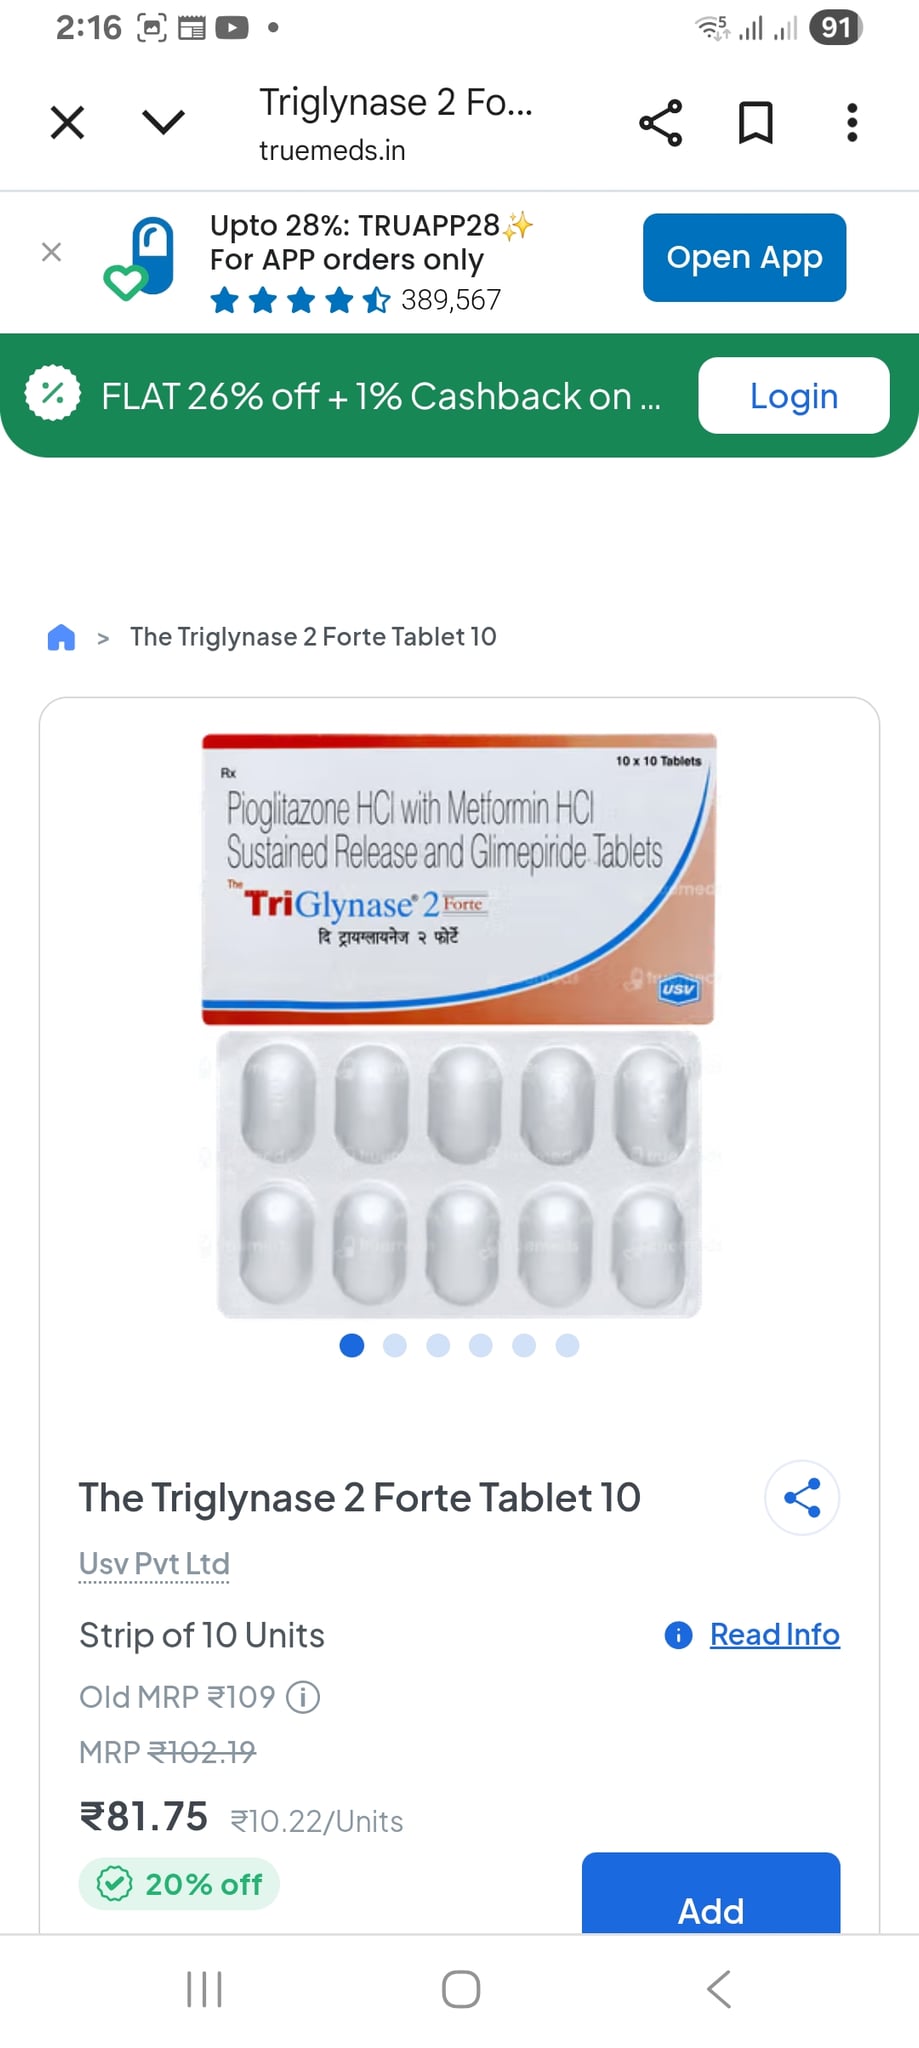 2:16
5
91
Triglynase 2 Fo...
truemeds.in
Upto 28%: TRUAPP28✨
For APP orders only
389,567
Open App
FLAT 26% off + 1% Cashback on ...
Login
> The Triglynase 2 Forte Tablet 10
10 x 10 Tablets
Rx
Pioglitazone HCl with Metformin HCl
Sustained Release and Glimepiride Tablets
The
TriGlynase® 2 Forte
दि ट्रायग्लायनेज २ फोर्टे
USV
The Triglynase 2 Forte Tablet 10
Usv Pvt Ltd
Strip of 10 Units
Read Info
Old MRP ₹109
MRP ₹102.19
₹81.75 ₹10.22/Units
20% off
Add